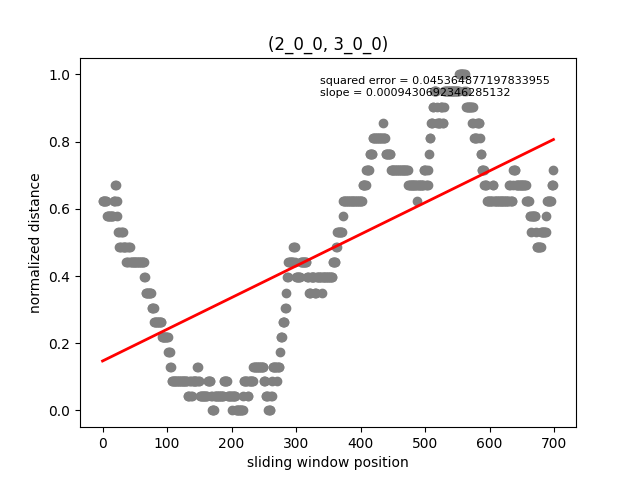 (2_0_0, 3_0_0)
squared error = 0.045364877197833955
slope = 0.0009430692346285132
1.0
0.8
0.6
0.4
0.2
0.0
normalized distance
0 100 200 300 400 500 600 700
sliding window position